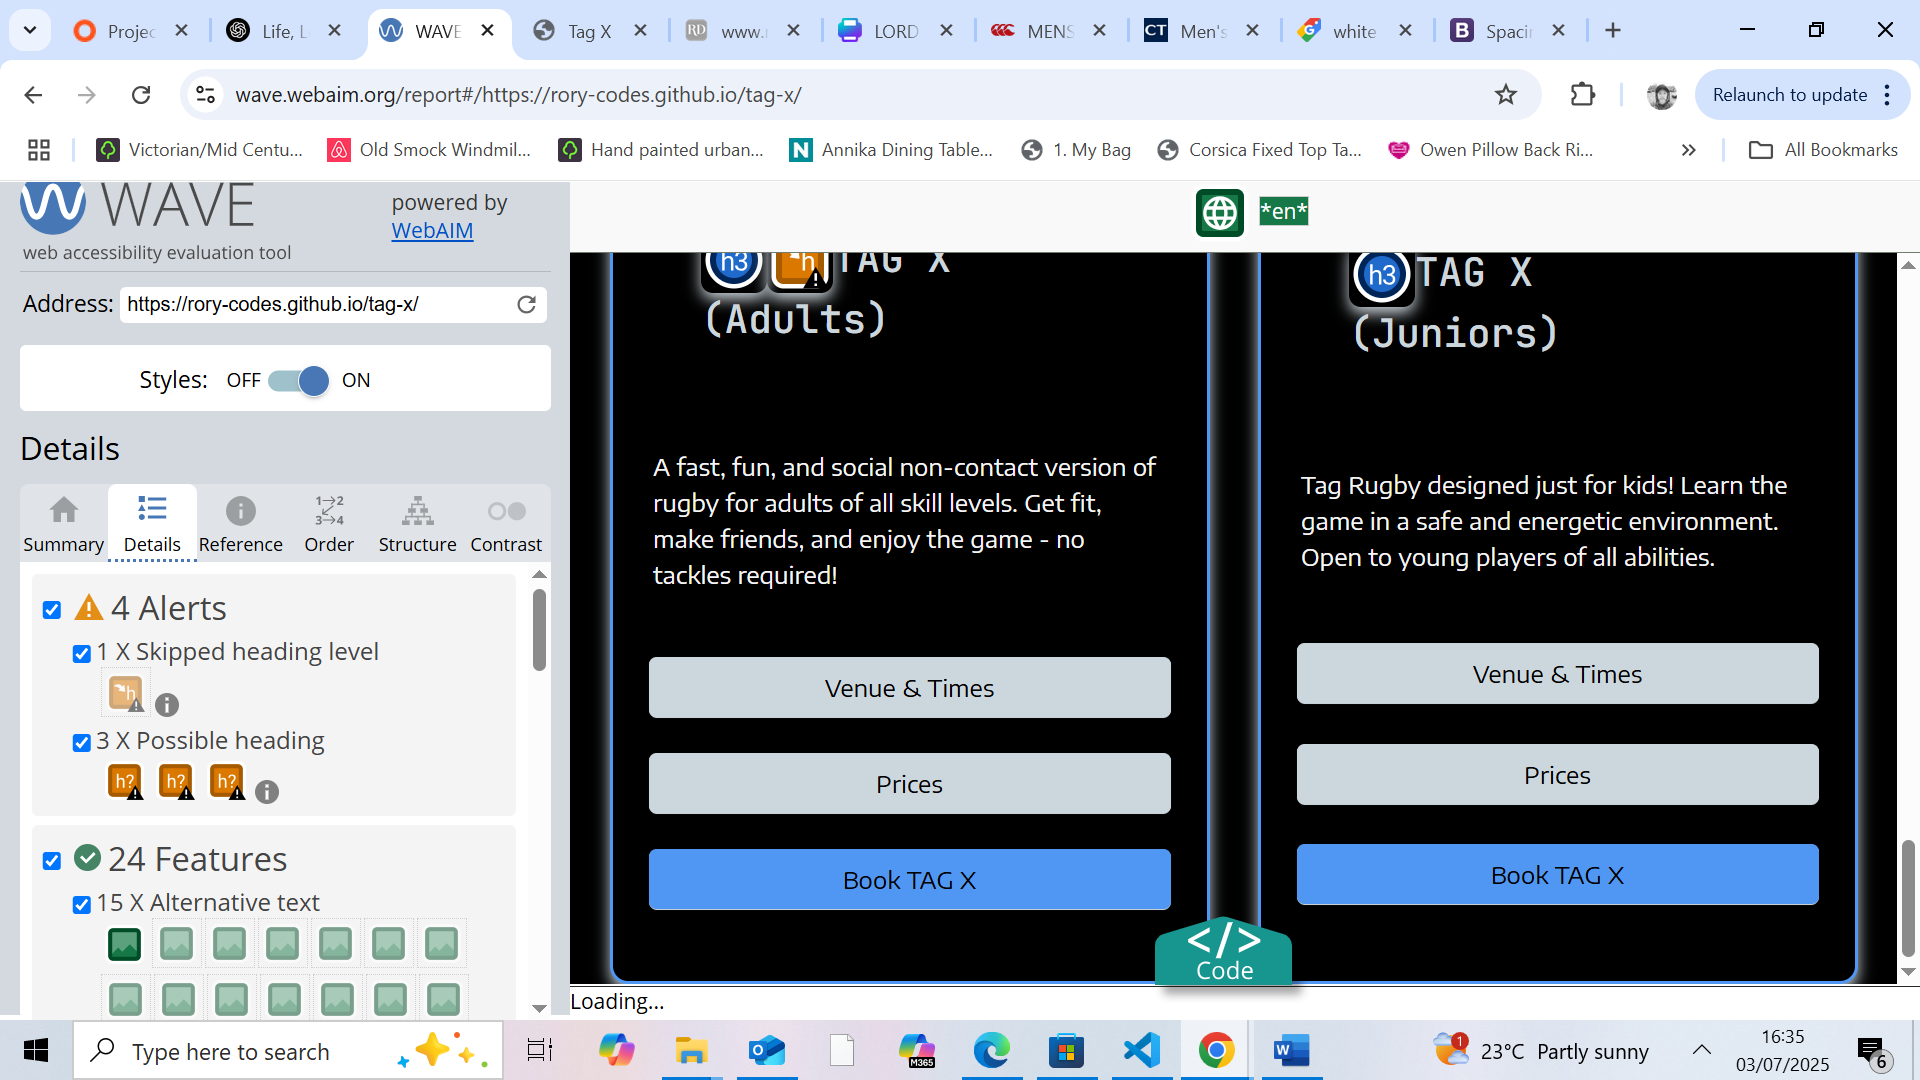 Projec
Life, L
WAVE
Tag X
www.
LORD
MENS
CT Men's
white
B Spacin
wave.webaim.org/report#/https://rory-codes.github.io/tag-x/
Relaunch to update
Victorian/Mid Centu...
Old Smock Windmil...
Hand painted urban...
N Annika Dining Table...
1. My Bag
Corsica Fixed Top Ta...
Owen Pillow Back Ri...
All Bookmarks
WAVE
powered by
WebAIM
web accessibility evaluation tool
Address: https://rory-codes.github.io/tag-x/
Styles: OFF ON
Details
Summary Details Reference Order Structure Contrast
4 Alerts
1 X Skipped heading level
h
3 X Possible heading
h? h? h?
24 Features
15 X Alternative text
*en*
h3 h TAG X
(Adults)
A fast, fun, and social non-contact version of
rugby for adults of all skill levels. Get fit,
make friends, and enjoy the game - no
tackles required!
Venue & Times
Prices
Book TAG X
h3 TAG X
(Juniors)
Tag Rugby designed just for kids! Learn the
game in a safe and energetic environment.
Open to young players of all abilities.
Venue & Times
Prices
Book TAG X
</>
Code
Loading...
Type here to search
M365
1
23°C Partly sunny
16:35
03/07/2025
6